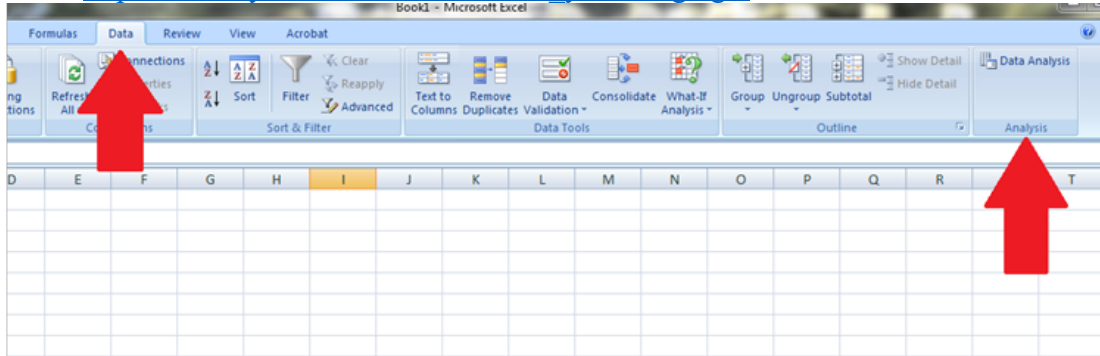 Book1 - Microsoft Excel
Formulas Data Review View Acrobat
Connections Clear Show Detail Data Analysis
Reapply Hide Detail
Refresh Sort Filter Advanced Text to Remove Data Consolidate What-If Group Ungroup Subtotal
All Columns Duplicates Validation Analysis
Sort & Filter Data Tools Outline Analysis
D E F G H I J K L M N O P Q R T